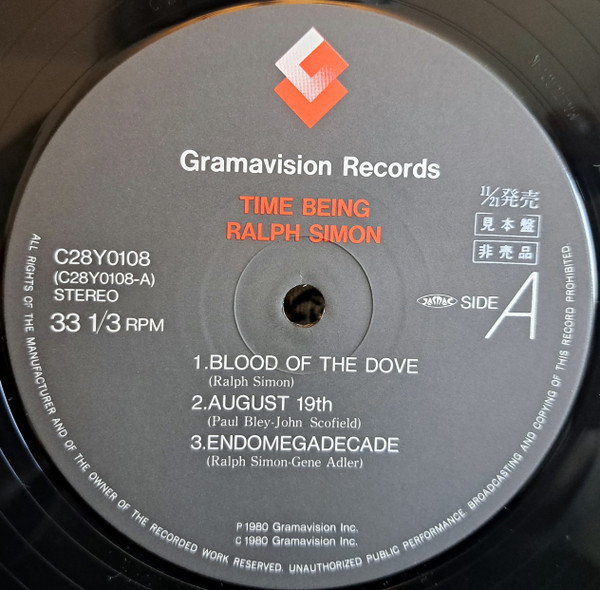 Gramavision Records
TIME BEING
RALPH SIMON
11/21発売
見本盤
非売品
C28Y0108
(C28Y0108-A)
STEREO
33 1/3 RPM
JASRAC
SIDE A
1.BLOOD OF THE DOVE
(Ralph Simon)
2.AUGUST 19th
(Paul Bley-John Scofield)
3.ENDOMEGADECADE
(Ralph Simon-Gene Adler)
P 1980 Gramavision Inc.
C 1980 Gramavision Inc.
ALL RIGHTS OF THE MANUFACTURER AND OF THE OWNER OF THE RECORDED WORK RESERVED. UNAUTHORIZED PUBLIC PERFORMANCE, BROADCASTING AND COPYING OF THIS RECORD PROHIBITED.